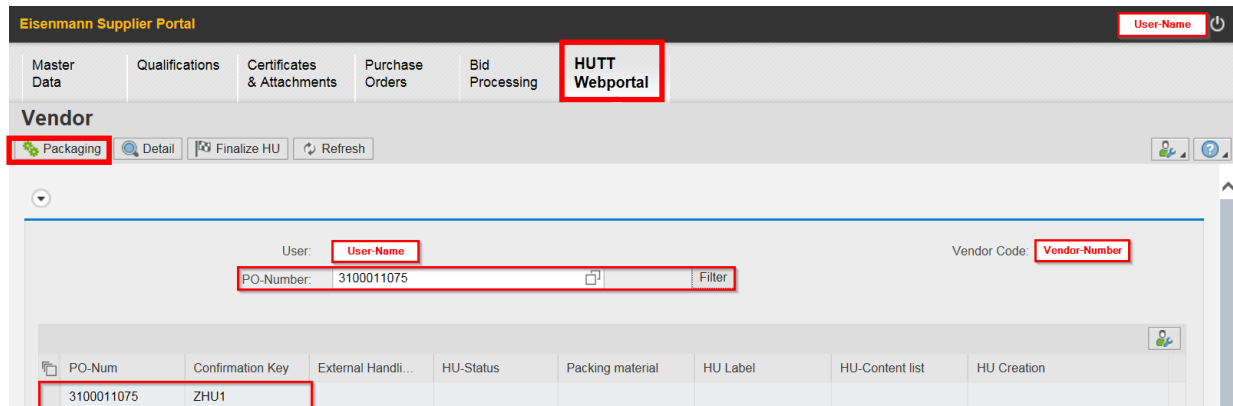 Eisenmann Supplier Portal User-Name
Master Data Qualifications Certificates & Attachments Purchase Orders Bid Processing HUTT Webportal
Vendor
Packaging Detail Finalize HU Refresh
User: User-Name Vendor Code: Vendor-Number
PO-Number: 3100011075 Filter
PO-Num Confirmation Key External Handli... HU-Status Packing material HU Label HU-Content list HU Creation
3100011075 ZHU1